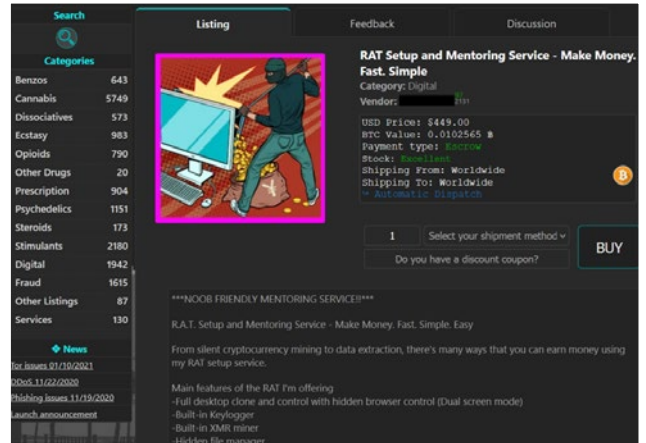 Search
Categories
Benzos 643
Cannabis 5749
Dissociatives 573
Ecstasy 983
Opioids 790
Other Drugs 20
Prescription 904
Psychedelics 1151
Steroids 173
Stimulants 2180
Digital 1942
Fraud 1615
Other Listings 87
Services 130
❖ News
Tor issues 01/10/2021
DDoS 11/22/2020
Phishing issues 11/19/2020
Launch announcement
Listing Feedback Discussion
RAT Setup and Mentoring Service - Make Money.
Fast. Simple
Category: Digital
Vendor:
USD Price: $449.00
BTC Value: 0.0102565 ฿
Payment type: Escrow
Stock: Excellent
Shipping From: Worldwide
Shipping To: Worldwide
Automatic Dispatch
1 Select your shipment method
Do you have a discount coupon?
BUY
***NOOB FRIENDLY MENTORING SERVICE!!***
R.A.T. Setup and Mentoring Service - Make Money. Fast. Simple. Easy
From silent cryptocurrency mining to data extraction, there's many ways that you can earn money using
my RAT setup service.
Main features of the RAT I'm offering
-Full desktop clone and control with hidden browser control (Dual screen mode)
-Built-in Keylogger
-Built-in XMR miner
-Hidden file manager